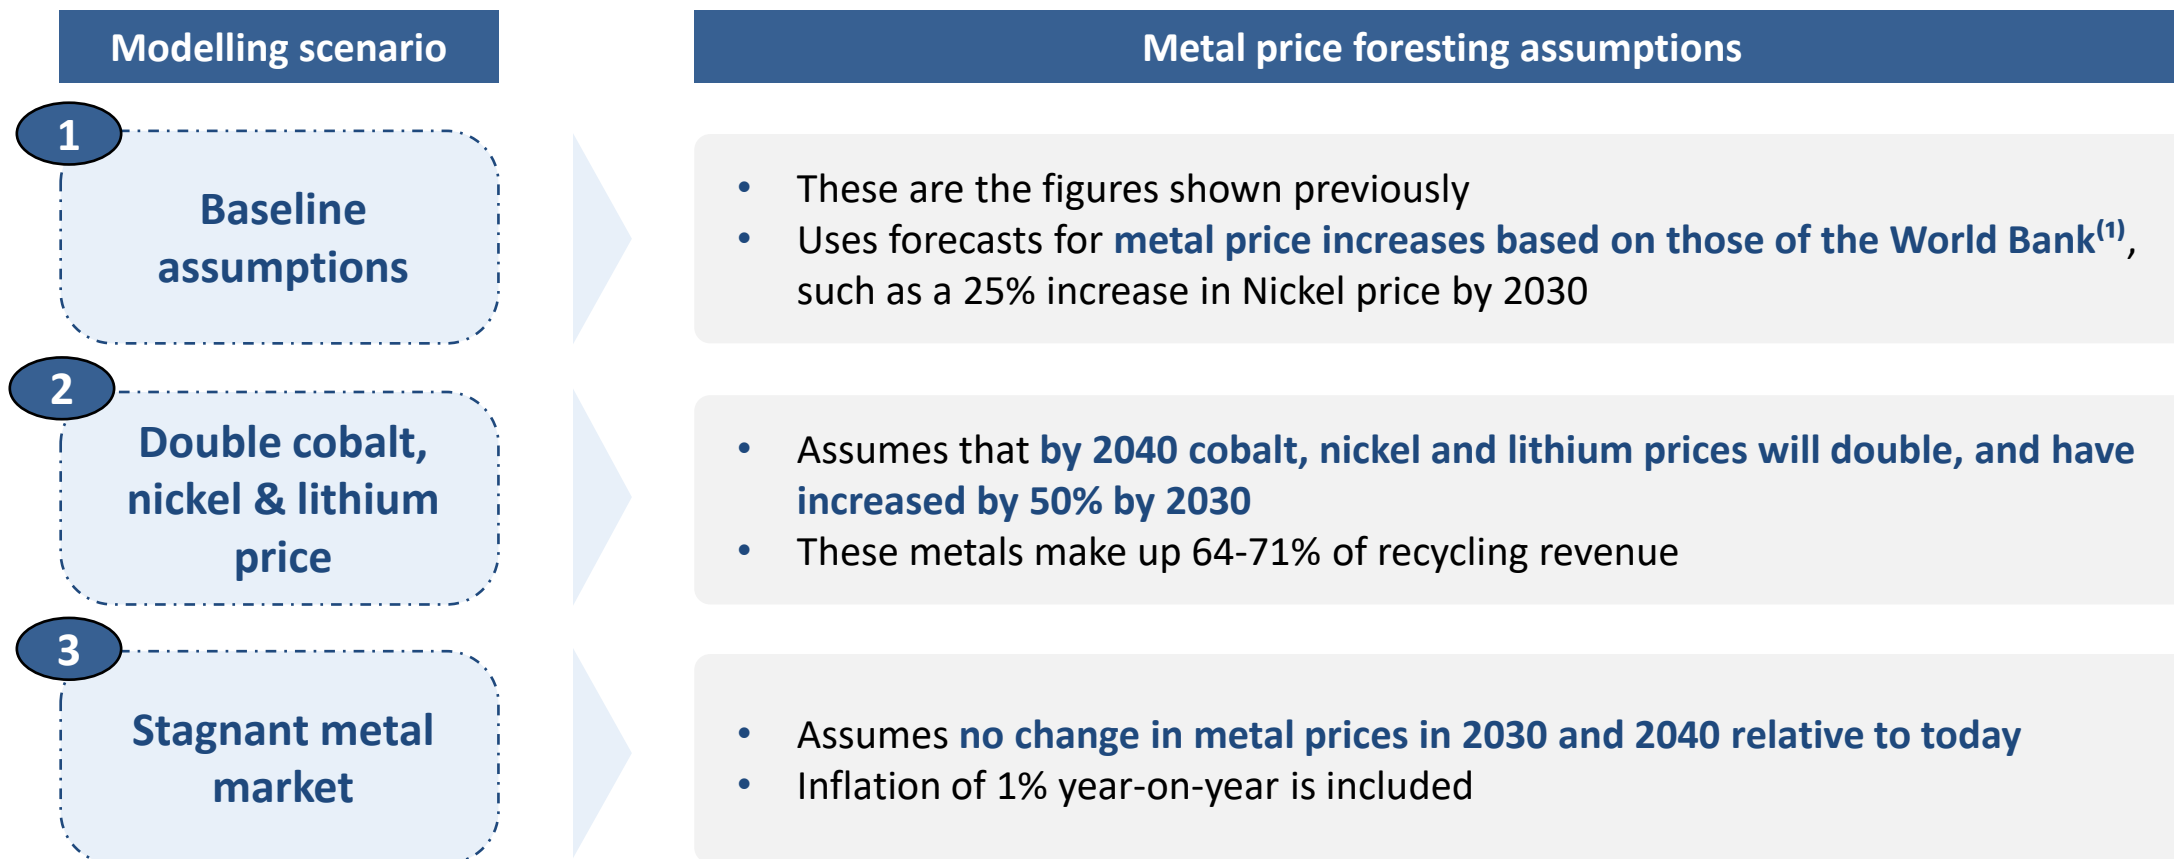 Modelling scenario
Metal price foresting assumptions
1
Baseline
assumptions
• These are the figures shown previously
• Uses forecasts for metal price increases based on those of the World Bank⁽¹⁾,
such as a 25% increase in Nickel price by 2030
2
Double cobalt,
nickel & lithium
price
• Assumes that by 2040 cobalt, nickel and lithium prices will double, and have
increased by 50% by 2030
• These metals make up 64-71% of recycling revenue
3
Stagnant metal
market
• Assumes no change in metal prices in 2030 and 2040 relative to today
• Inflation of 1% year-on-year is included